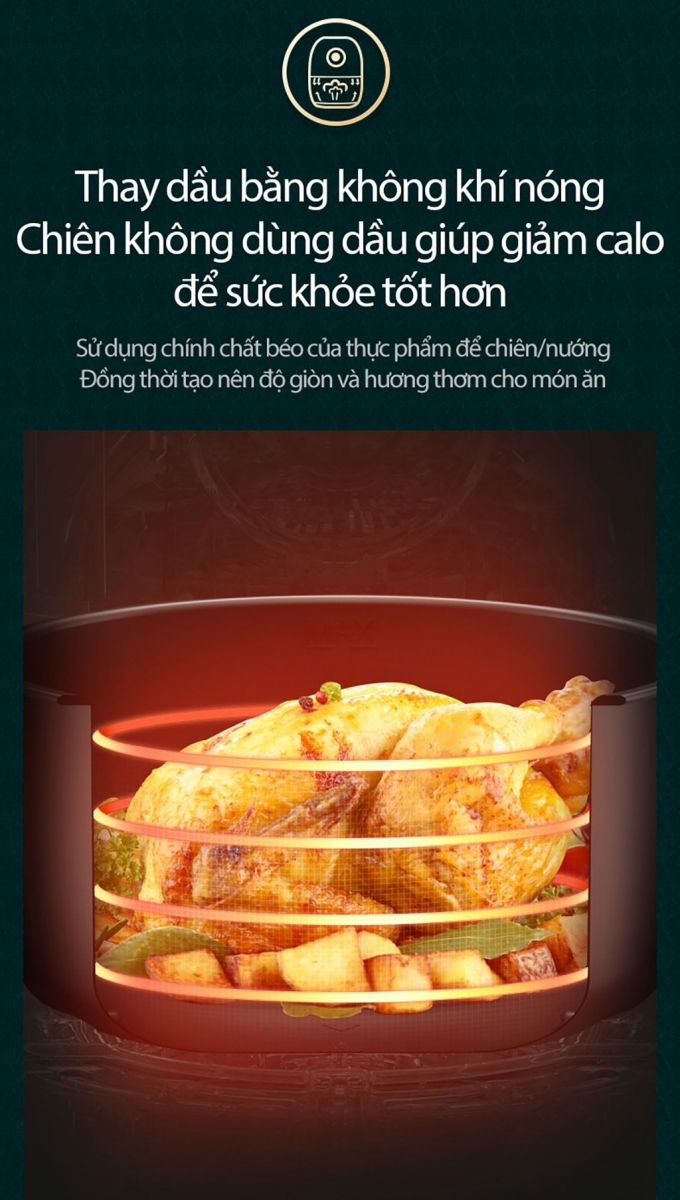 Thay dầu bằng không khí nóng
Chiên không dùng dầu giúp giảm calo
để sức khỏe tốt hơn
Sử dụng chính chất béo của thực phẩm để chiên/nướng
Đồng thời tạo nên độ giòn và hương thơm cho món ăn